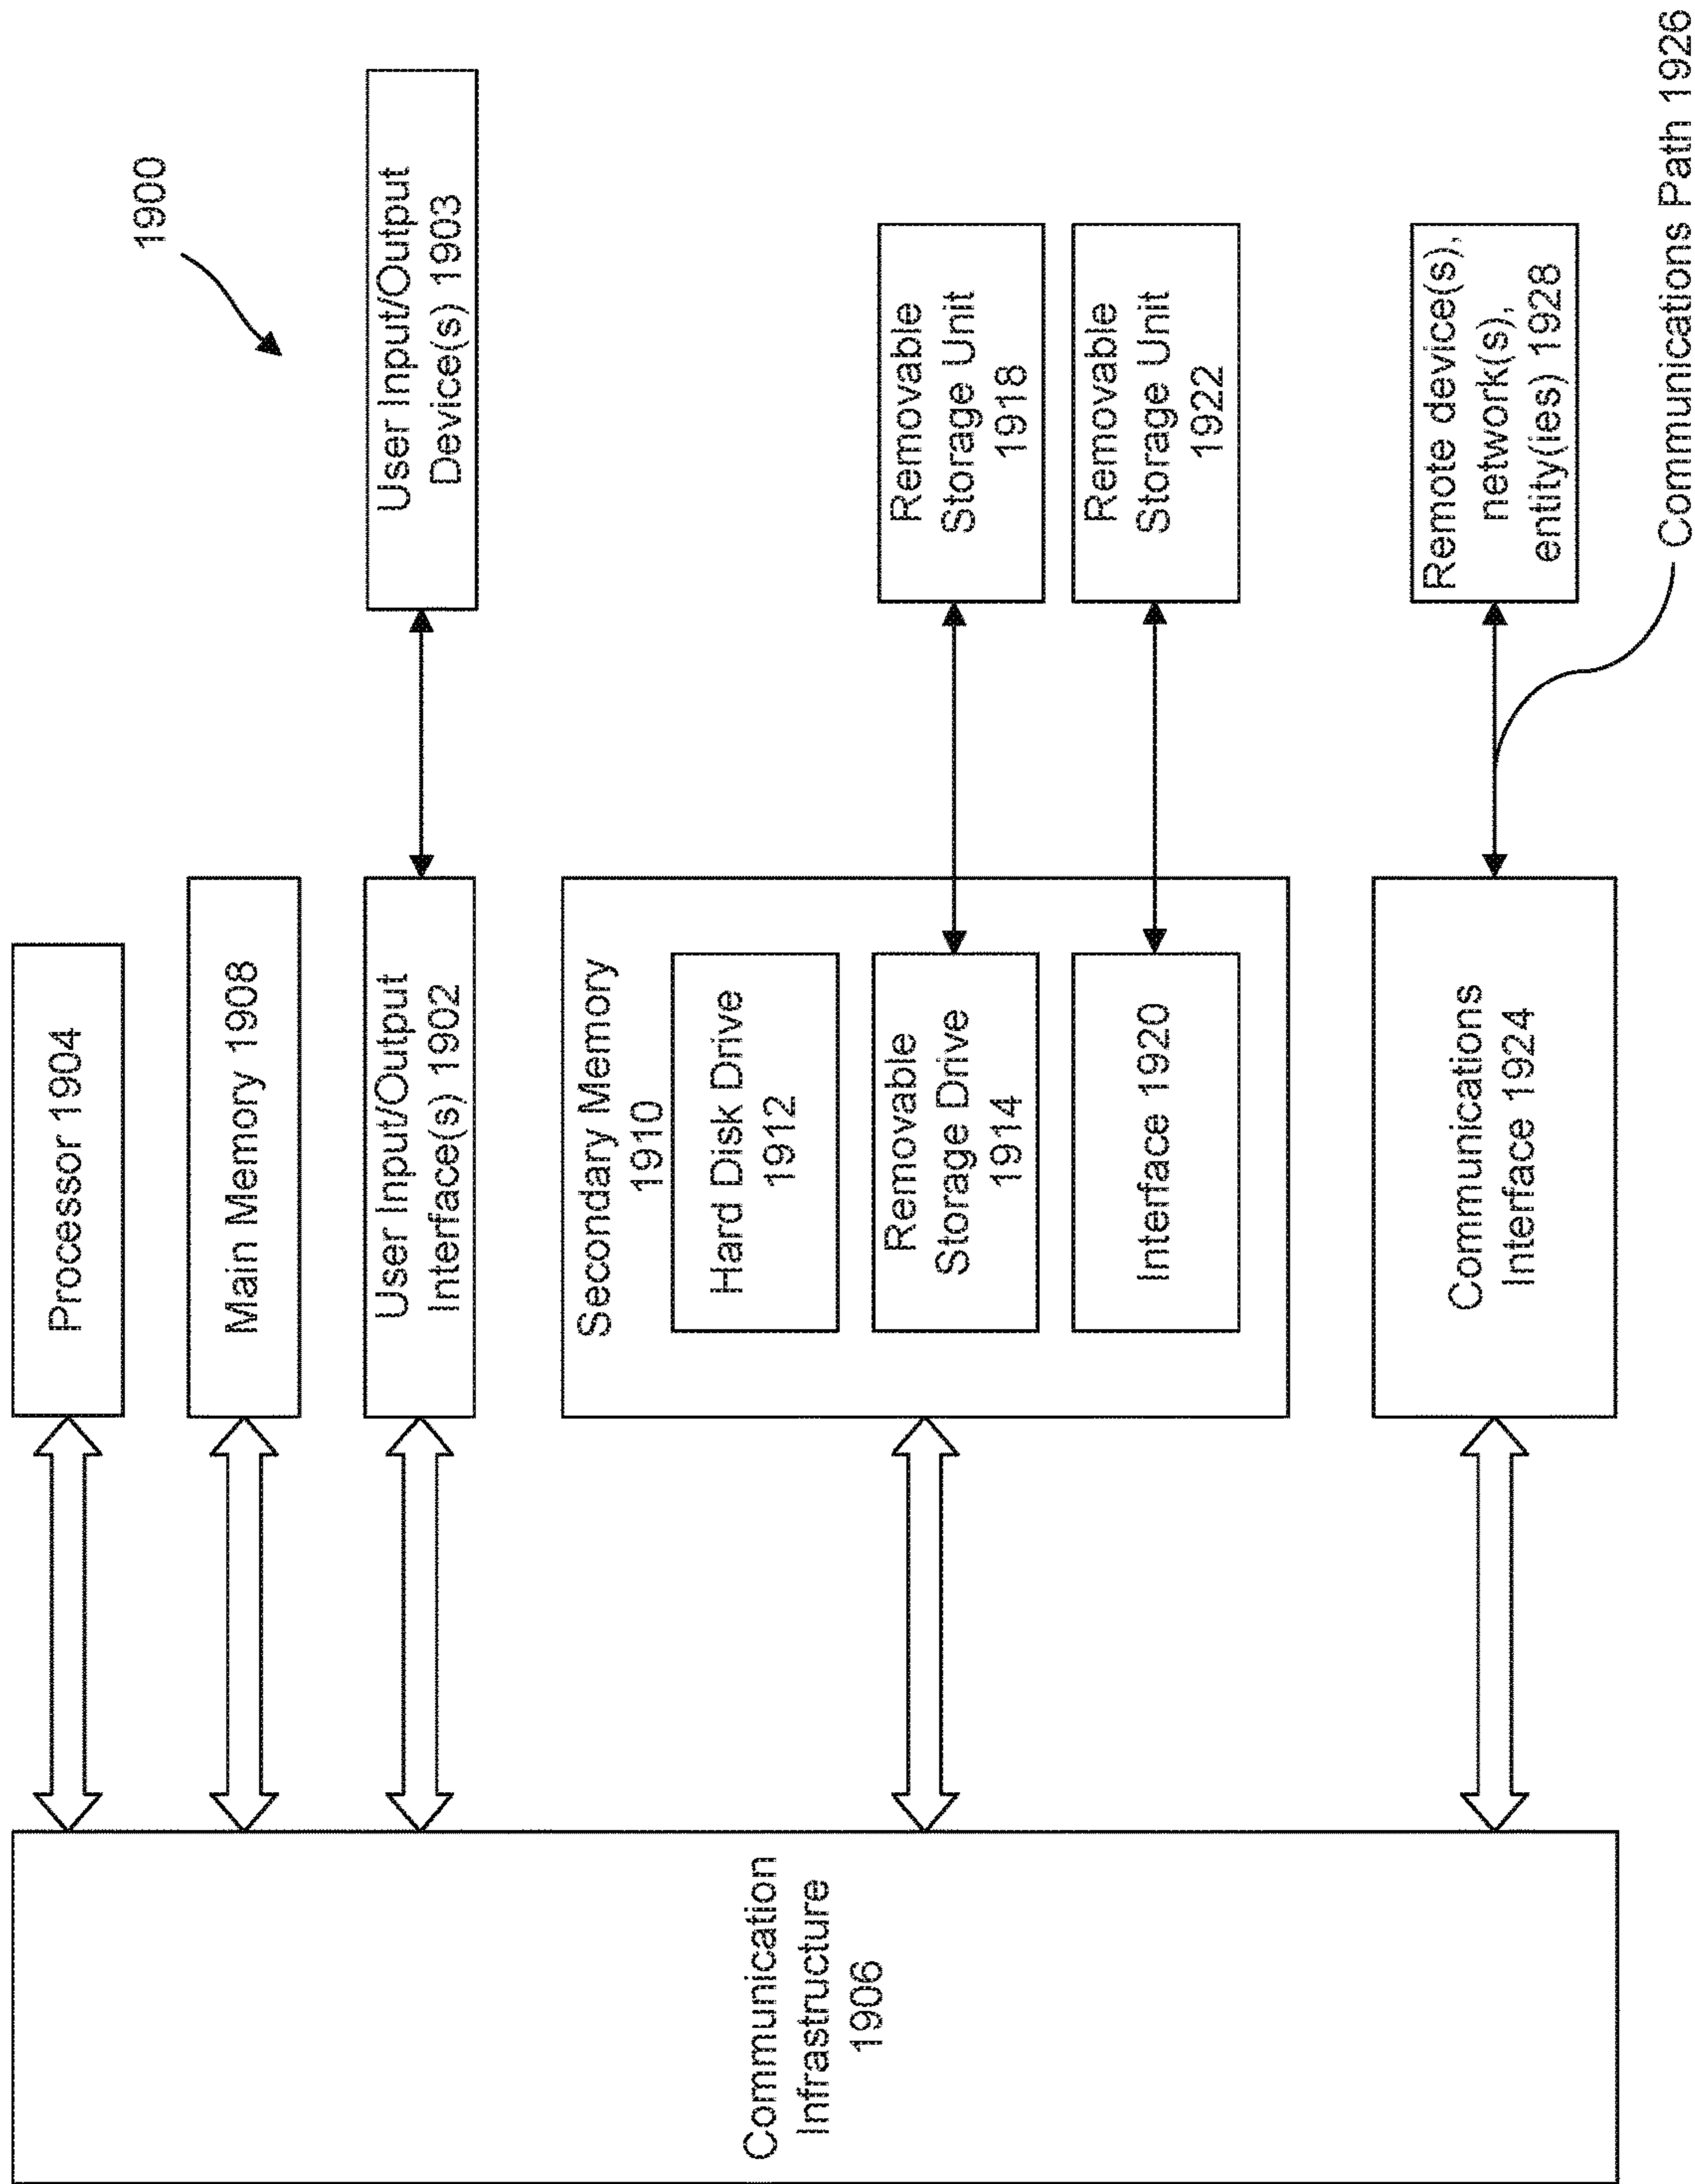 1900
Processor 1904
Main Memory 1908
User Input/Output
Interface(s) 1902
User Input/Output
Device(s) 1903
Communication
Infrastructure
1906
Secondary Memory
1910
Hard Disk Drive
1912
Removable
Storage Drive
1914
Removable
Storage Unit
1918
Interface 1920
Removable
Storage Unit
1922
Communications
Interface 1924
Remote device(s),
network(s),
entity(ies) 1928
Communications Path 1926